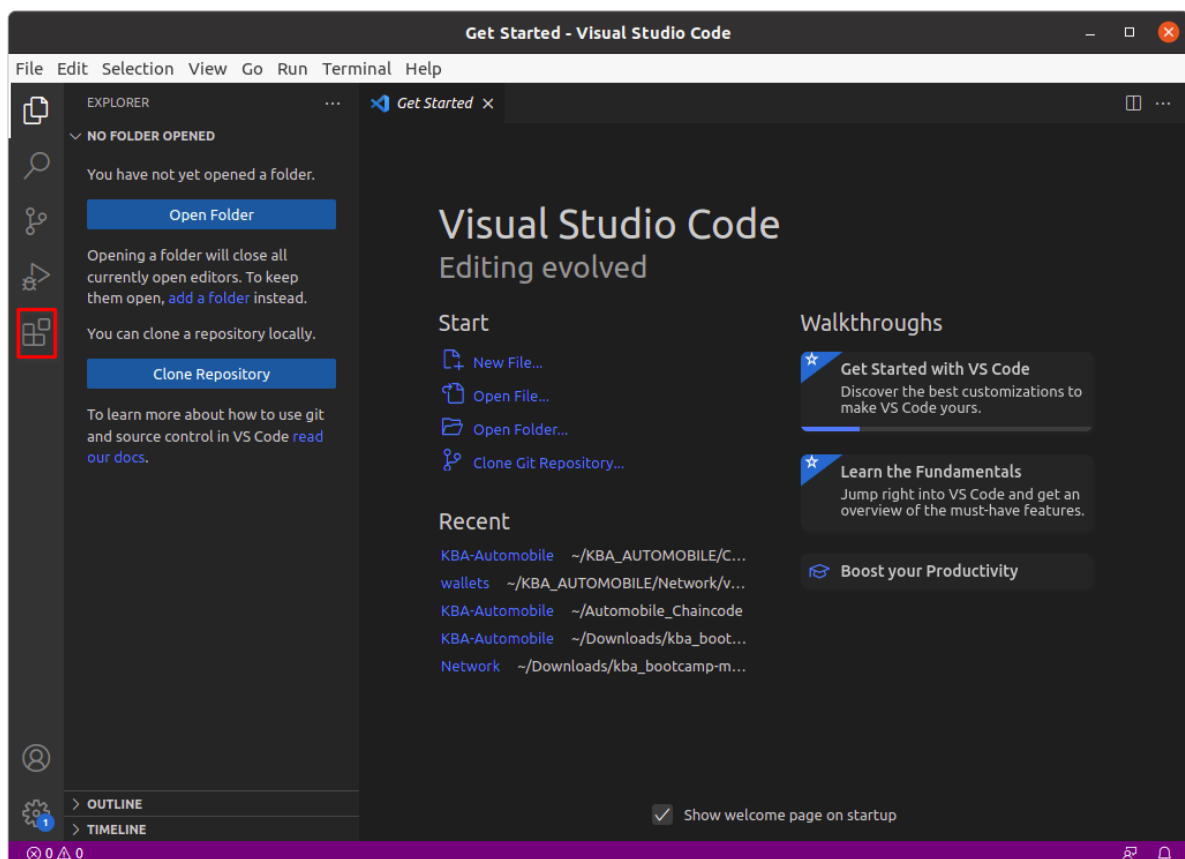 Get Started - Visual Studio Code
File Edit Selection View Go Run Terminal Help
EXPLORER
Get Started
NO FOLDER OPENED
You have not yet opened a folder.
Open Folder
Opening a folder will close all
currently open editors. To keep
them open, add a folder instead.
You can clone a repository locally.
Clone Repository
To learn more about how to use git
and source control in VS Code read
our docs.
OUTLINE
TIMELINE
Visual Studio Code
Editing evolved
Start
New File...
Open File...
Open Folder...
Clone Git Repository...
Recent
KBA-Automobile ~/KBA_AUTOMOBILE/C...
wallets ~/KBA_AUTOMOBILE/Network/v...
KBA-Automobile ~/Automobile_Chaincode
KBA-Automobile ~/Downloads/kba_boot...
Network ~/Downloads/kba_bootcamp-m...
Walkthroughs
Get Started with VS Code
Discover the best customizations to
make VS Code yours.
Learn the Fundamentals
Jump right into VS Code and get an
overview of the must-have features.
Boost your Productivity
Show welcome page on startup
1
0 0